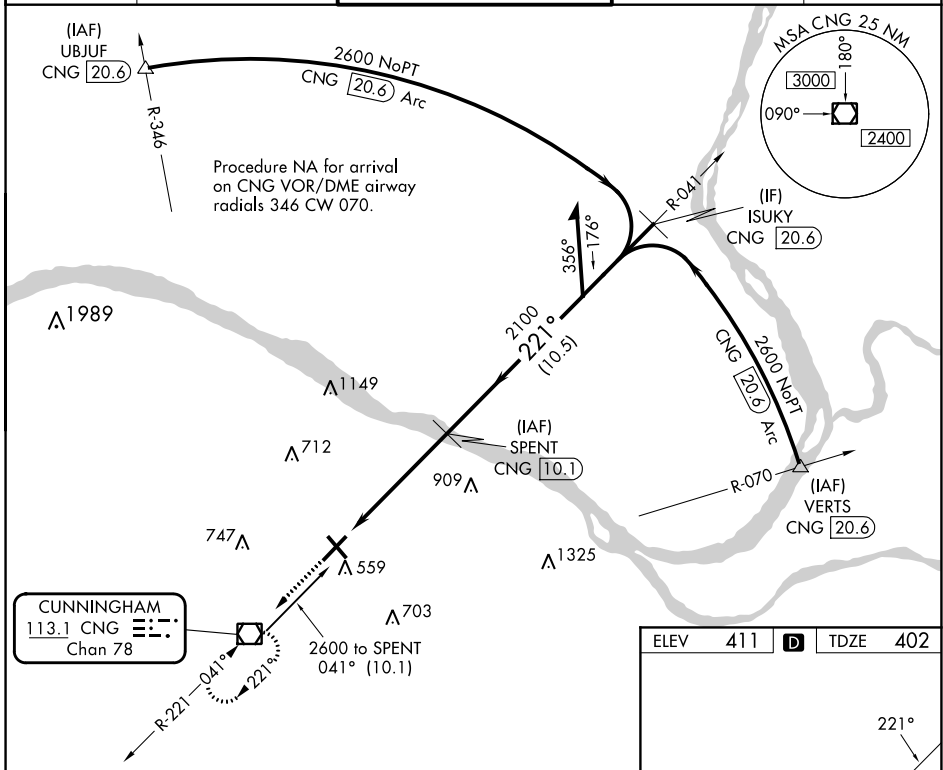 (IAF)
UBJUF
CNG 20.6
R-346
2600 NoPT
CNG 20.6 Arc
MSA CNG 25 NM
180°
3000
090°
2400
Procedure NA for arrival
on CNG VOR/DME airway
radials 346 CW 070.
R-041
(IF)
ISUKY
CNG 20.6
356°
176°
1989
2100
221°
(10.5)
2600 NoPT
CNG 20.6 Arc
1149
(IAF)
SPENT
CNG 10.1
712
909
R-070
(IAF)
VERTS
CNG 20.6
747
559
1325
CUNNINGHAM
113.1 CNG
Chan 78
703
2600 to SPENT
041° (10.1)
R-221
041°
221°
ELEV 411 D TDZE 402
221°